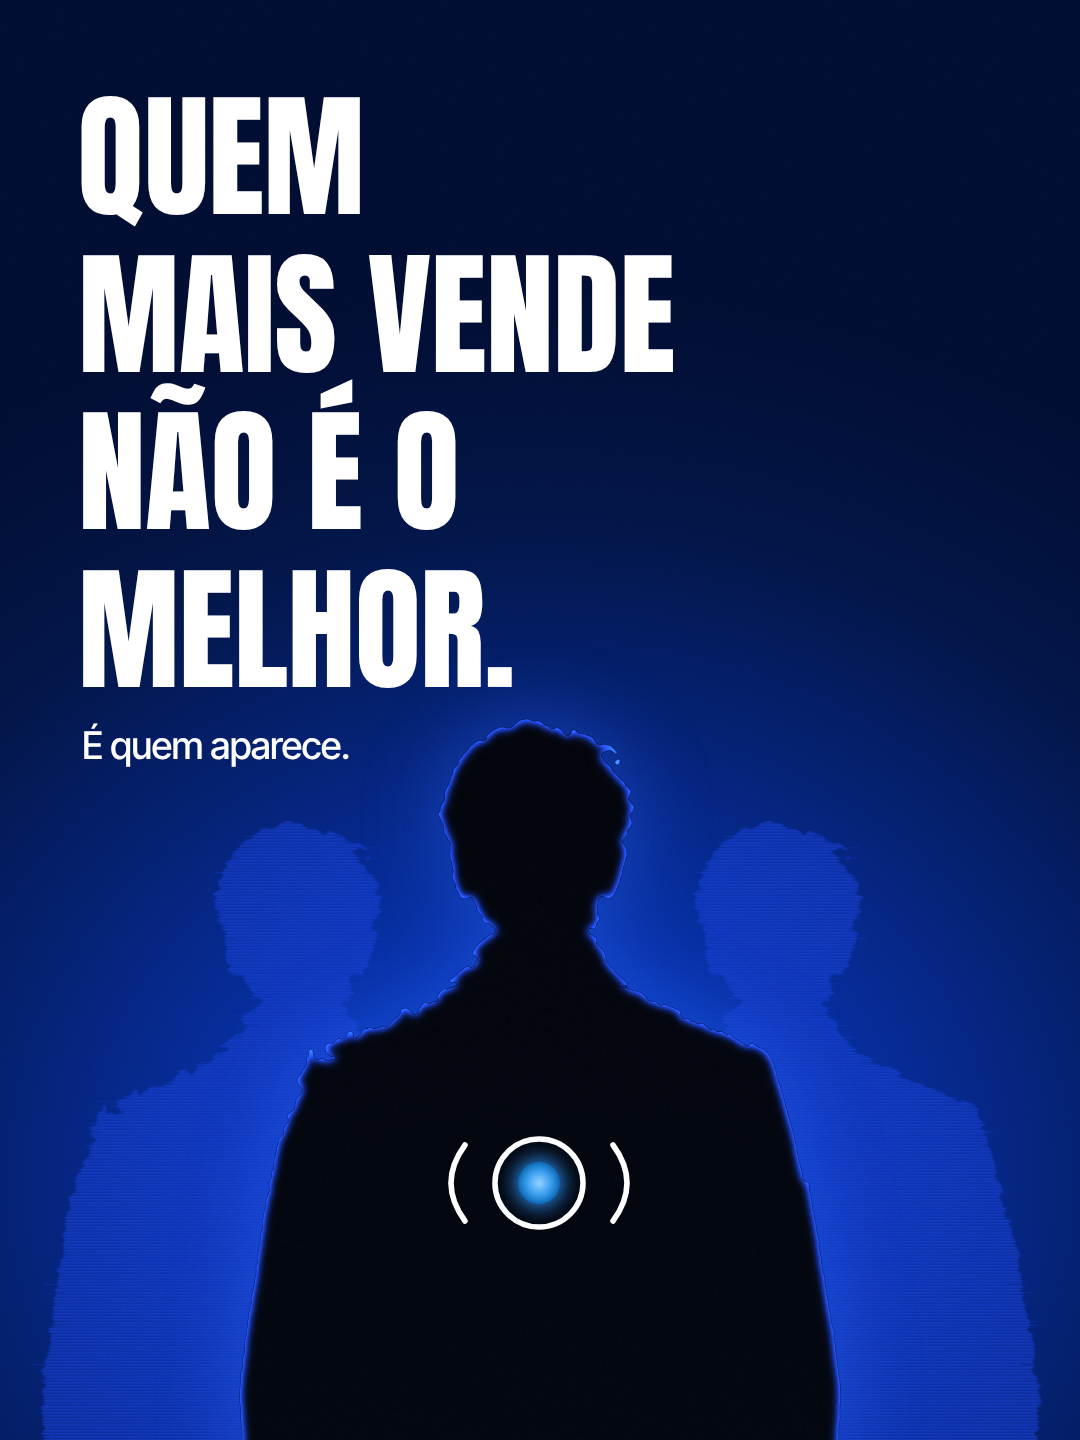 QUEM
MAIS VENDE
NÃO É O
MELHOR.
É quem aparece.